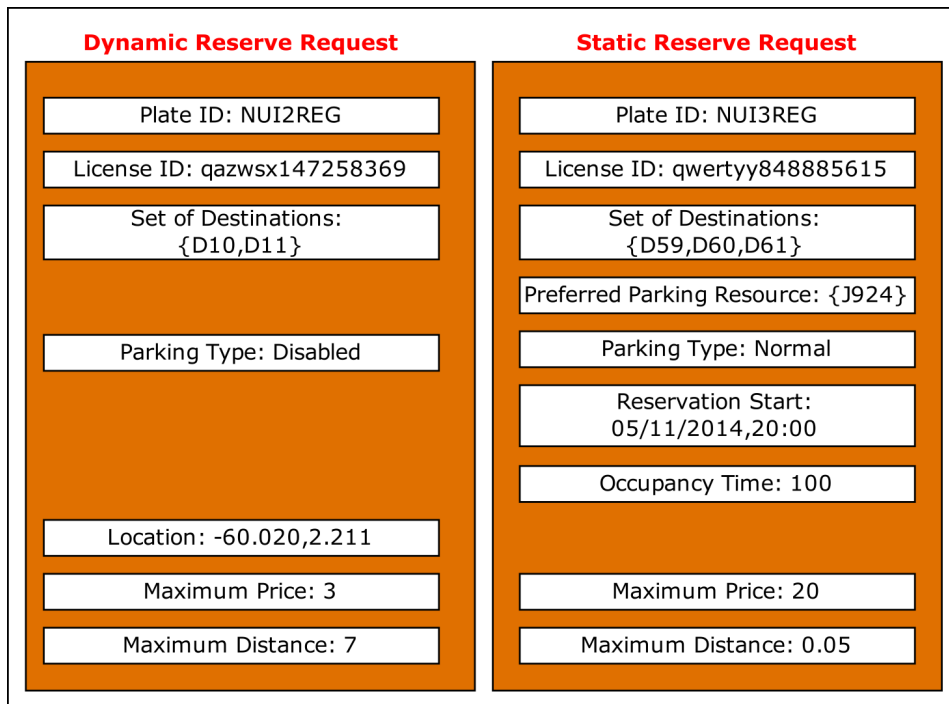 Dynamic Reserve Request
Plate ID: NUI2REG
License ID: qazwsx147258369
Set of Destinations:
{D10,D11}
Parking Type: Disabled
Location: -60.020,2.211
Maximum Price: 3
Maximum Distance: 7
Static Reserve Request
Plate ID: NUI3REG
License ID: qwertyy848885615
Set of Destinations:
{D59,D60,D61}
Preferred Parking Resource: {J924}
Parking Type: Normal
Reservation Start:
05/11/2014,20:00
Occupancy Time: 100
Maximum Price: 20
Maximum Distance: 0.05